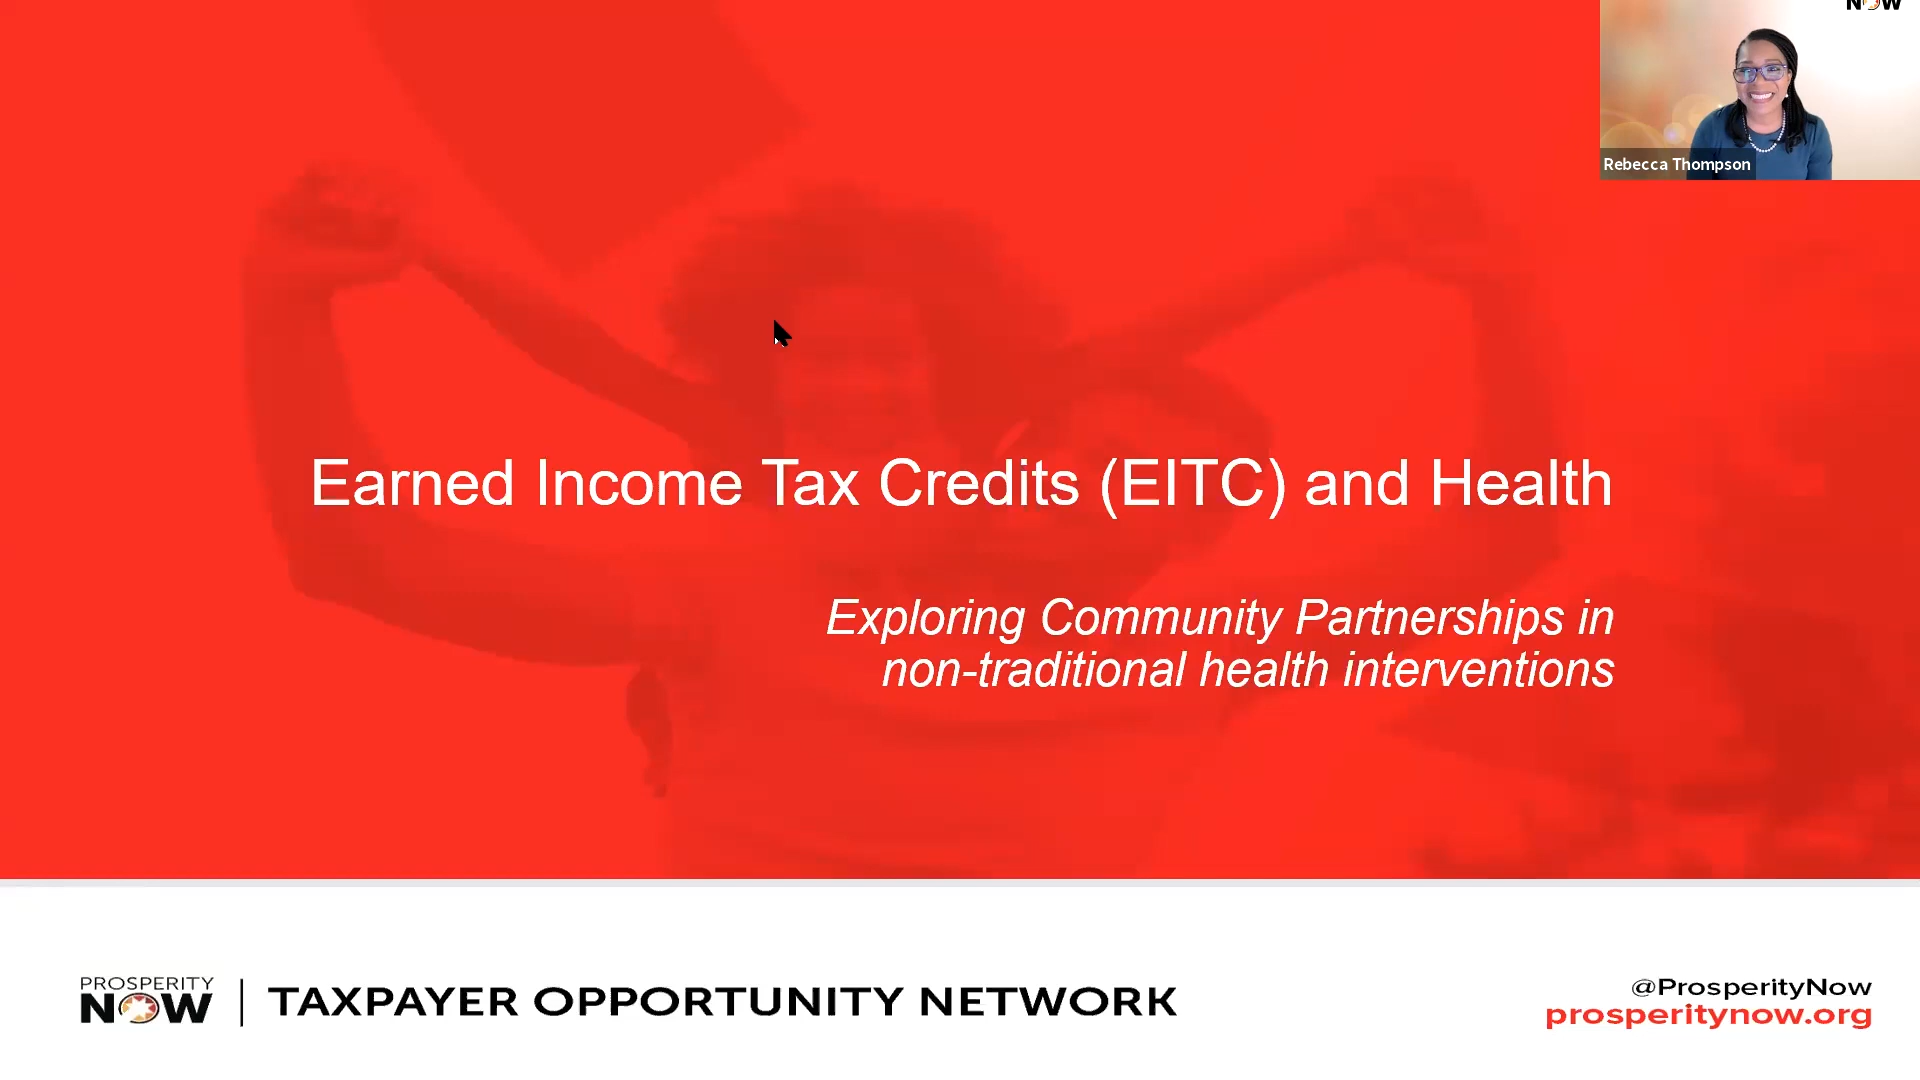 NOW
Rebecca Thompson
Earned Income Tax Credits (EITC) and Health
Exploring Community Partnerships in
non-traditional health interventions
PROSPERITY
NOW
TAXPAYER OPPORTUNITY NETWORK
@ProsperityNow
prosperitynow.org